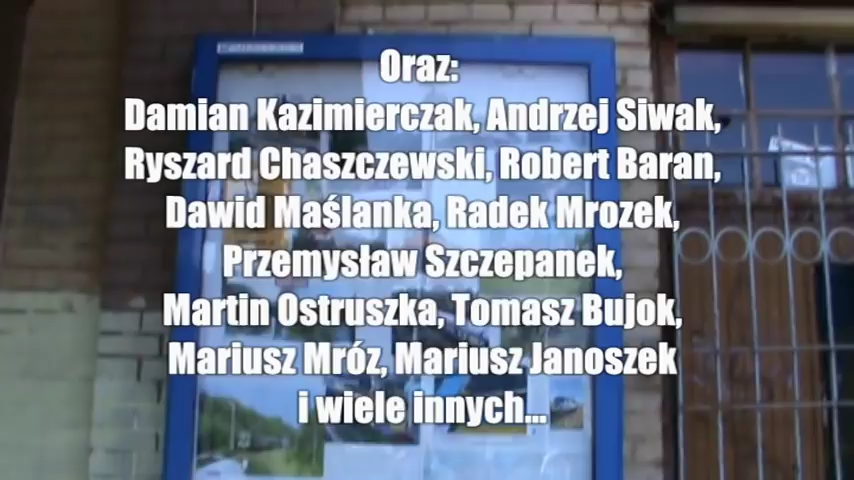 Oraz:
Damian Kazimierczak, Andrzej Siwak,
Ryszard Chaszczewski, Robert Baran,
Dawid Maślanka, Radek Mrozek,
Przemysław Szczepanek,
Martin Ostruszka, Tomasz Bujok,
Mariusz Mróz, Mariusz Janoszek
i wiele innych...